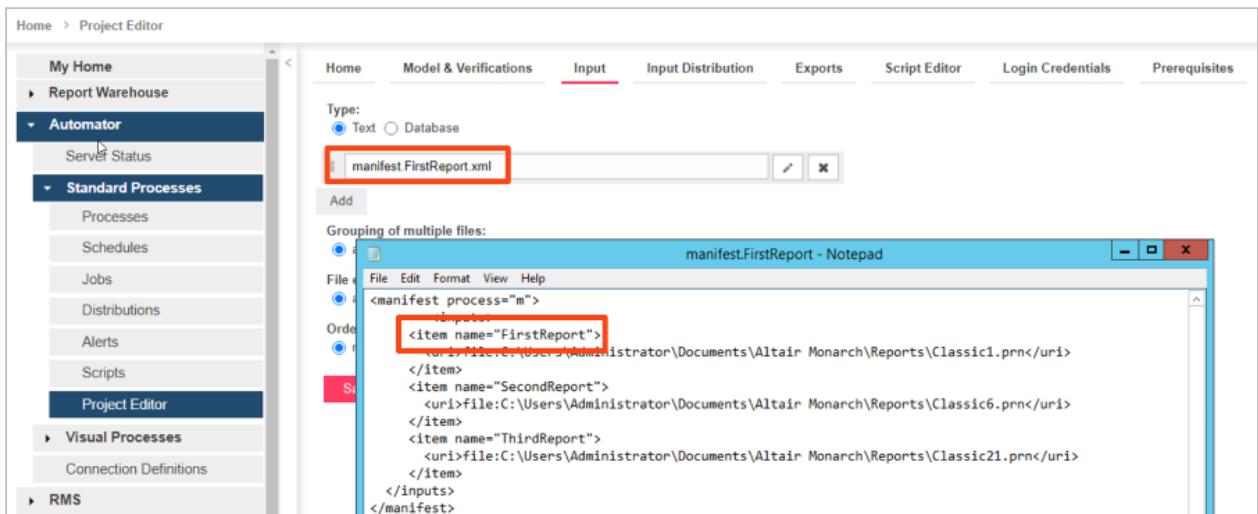 Home > Project Editor
My Home
Report Warehouse
Automator
Server Status
Standard Processes
Processes
Schedules
Jobs
Distributions
Alerts
Scripts
Project Editor
Visual Processes
Connection Definitions
RMS
Home Model & Verifications Input Input Distribution Exports Script Editor Login Credentials Prerequisites
Type:
Text Database
manifest.FirstReport.xml
Add
Grouping of multiple files:
manifest.FirstReport - Notepad
File Edit Format View Help
<manifest process="m">
<item name="FirstReport">
<uri>file:C:\Users\Administrator\Documents\Altair Monarch\Reports\Classic1.prn</uri>
</item>
<item name="SecondReport">
<uri>file:C:\Users\Administrator\Documents\Altair Monarch\Reports\Classic6.prn</uri>
</item>
<item name="ThirdReport">
<uri>file:C:\Users\Administrator\Documents\Altair Monarch\Reports\Classic21.prn</uri>
</item>
</inputs>
</manifest>